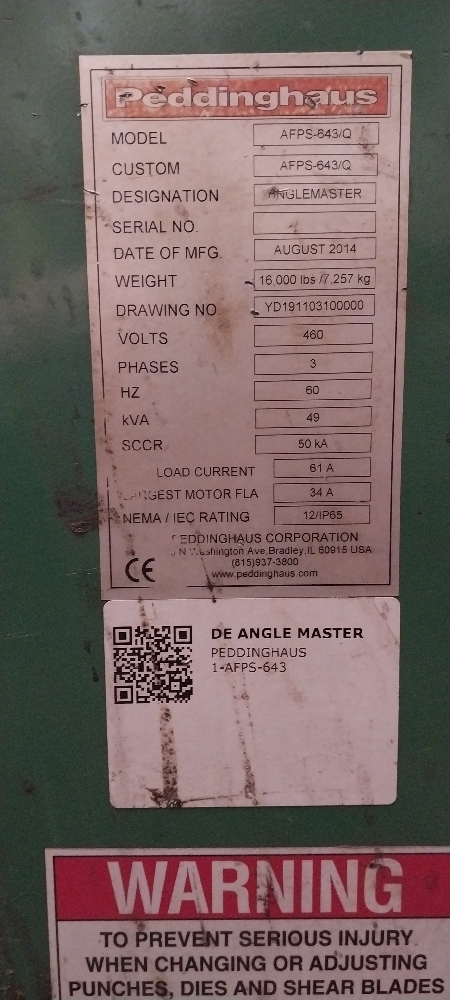 Peddinghaus
MODEL AFPS-643/Q
CUSTOM AFPS-643/Q
DESIGNATION ANGLEMASTER
SERIAL NO.
DATE OF MFG. AUGUST 2014
WEIGHT 16,000 lbs /7,257 kg
DRAWING NO YD191103100000
VOLTS 460
PHASES 3
HZ 60
kVA 49
SCCR 50 kA
LOAD CURRENT 61 A
LARGEST MOTOR FLA 34 A
NEMA / IEC RATING 12/IP65
PEDDINGHAUS CORPORATION
N Washington Ave,Bradley,IL 60915 USA
(815)937-3800
CE www.peddinghaus.com
DE ANGLE MASTER
PEDDINGHAUS
1-AFPS-643
WARNING
TO PREVENT SERIOUS INJURY
WHEN CHANGING OR ADJUSTING
PUNCHES, DIES AND SHEAR BLADES